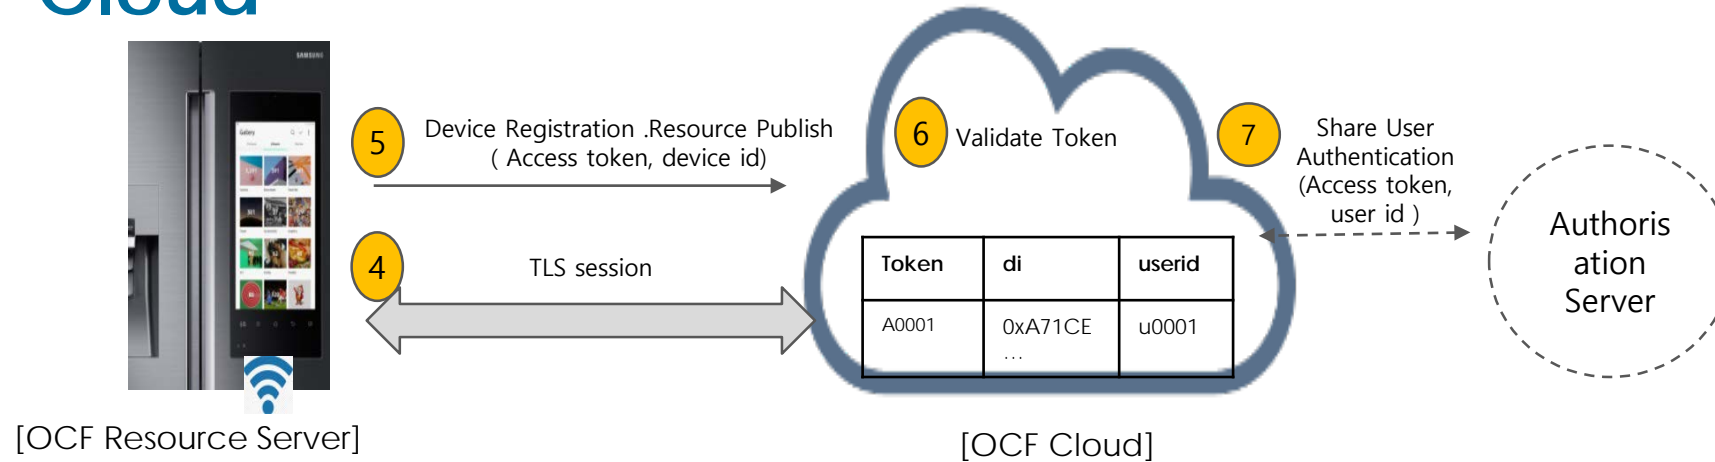 Cloud
SAMSUNG
Gallery
5
Device Registration .Resource Publish
( Access token, device id)
6
Validate Token
7
Share User
Authentication
(Access token,
user id )
4
TLS session
Token di userid
A0001 0xA71CE
...
u0001
Authoris
ation
Server
[OCF Resource Server]
[OCF Cloud]